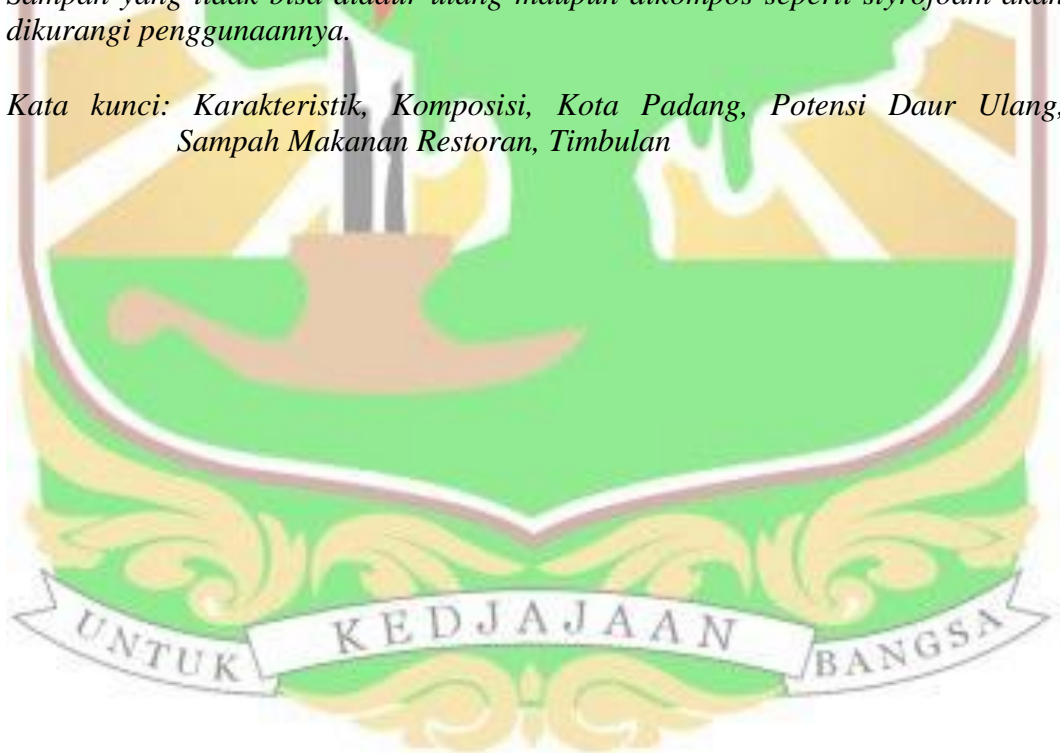 Sampah yang tidak bisa didaur ulang maupun dikompos seperti styrofoam akan
dikurangi penggunaannya.
Kata kunci: Karakteristik, Komposisi, Kota Padang, Potensi Daur Ulang,
Sampah Makanan Restoran, Timbulan
UNTUK KEDJAJAAN BANGSA